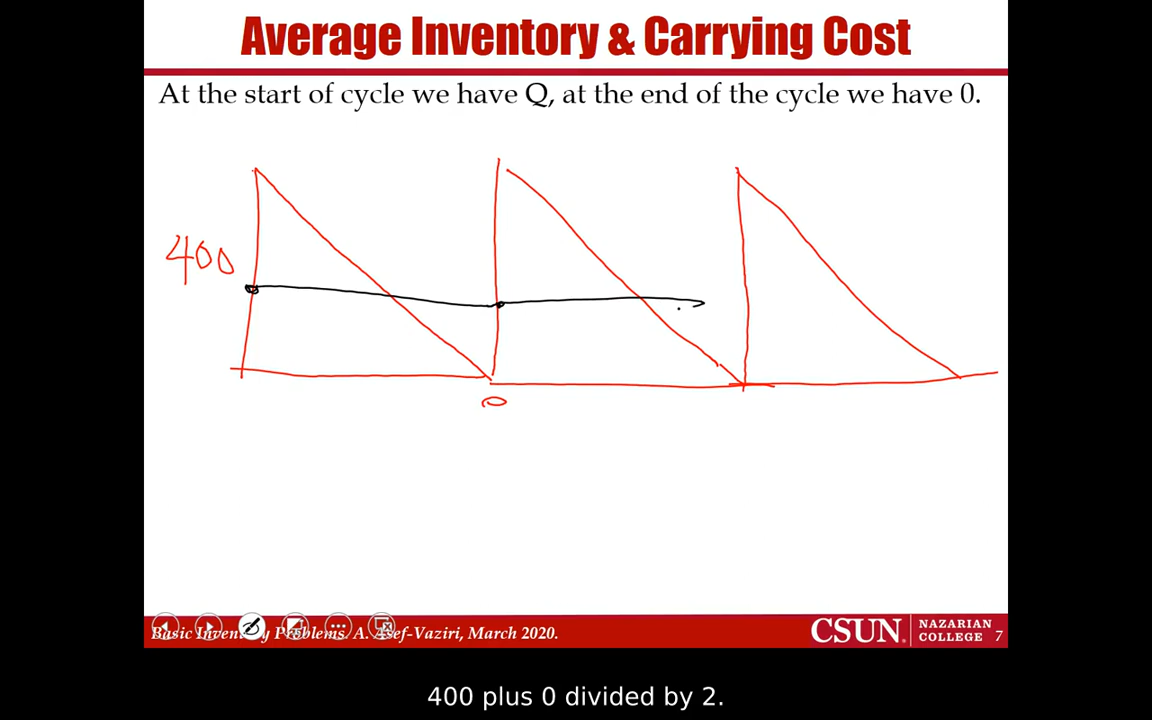 Average Inventory & Carrying Cost
At the start of cycle we have Q, at the end of the cycle we have 0.
400
0
Basic Inventory Problems. A. Asef-Vaziri, March 2020.
CSUN NAZARIAN COLLEGE 7
400 plus 0 divided by 2.